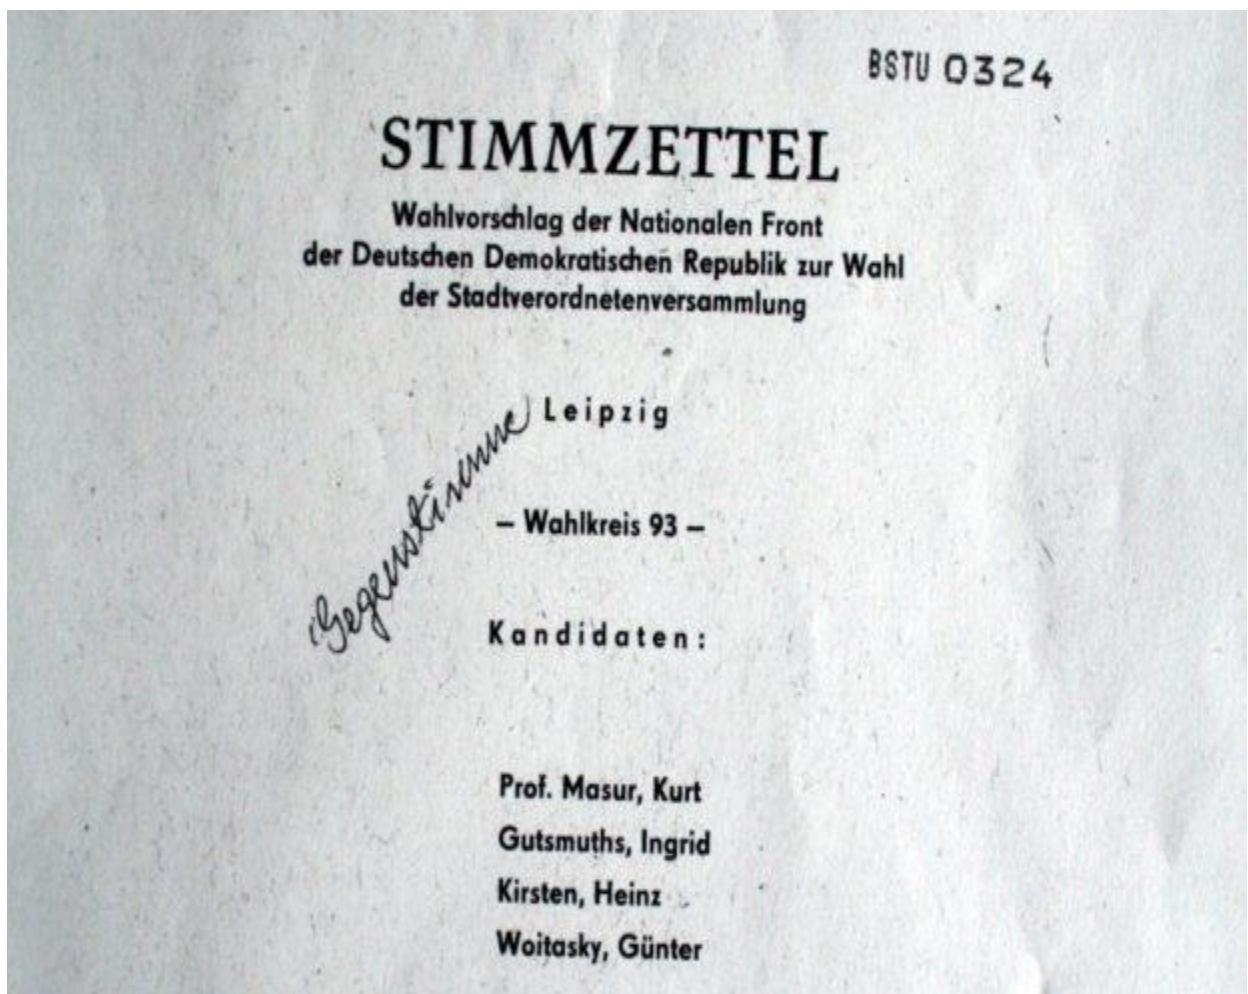 BSTU 0324
STIMMZETTEL
Wahlvorschlag der Nationalen Front
der Deutschen Demokratischen Republik zur Wahl
der Stadtverordnetenversammlung
Leipzig
Gegenstimme
– Wahlkreis 93 –
Kandidaten:
Prof. Masur, Kurt
Gutsmuths, Ingrid
Kirsten, Heinz
Woitasky, Günter